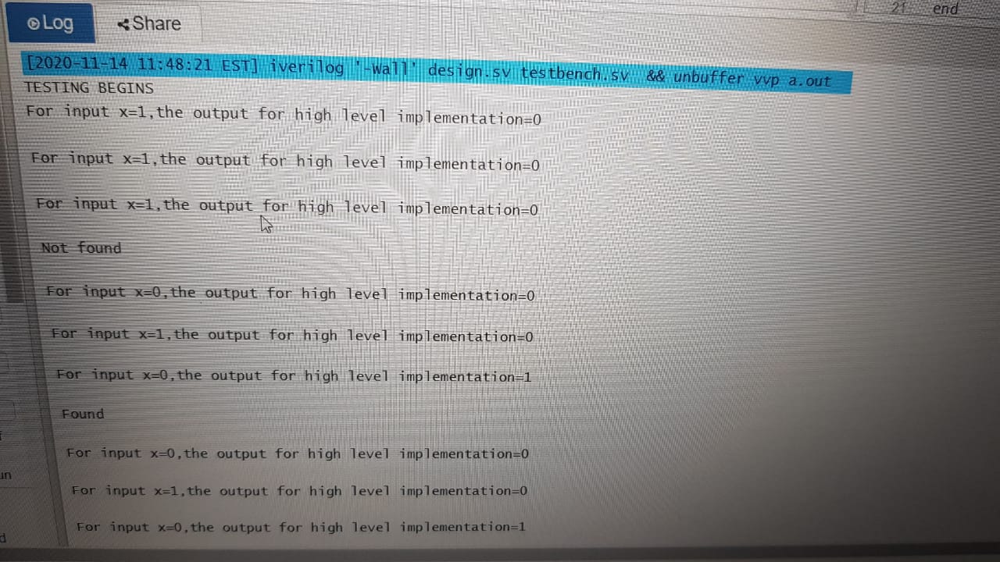 Log
Share
21 end
[2020-11-14 11:48:21 EST] iverilog '-Wall' design.sv testbench.sv && unbuffer vvp a.out
TESTING BEGINS
For input x=1,the output for high level implementation=0
For input x=1,the output for high level implementation=0
For input x=1,the output for high level implementation=0
Not found
For input x=0,the output for high level implementation=0
For input x=1,the output for high level implementation=0
For input x=0,the output for high level implementation=1
Found
For input x=0,the output for high level implementation=0
For input x=1,the output for high level implementation=0
For input x=0,the output for high level implementation=1